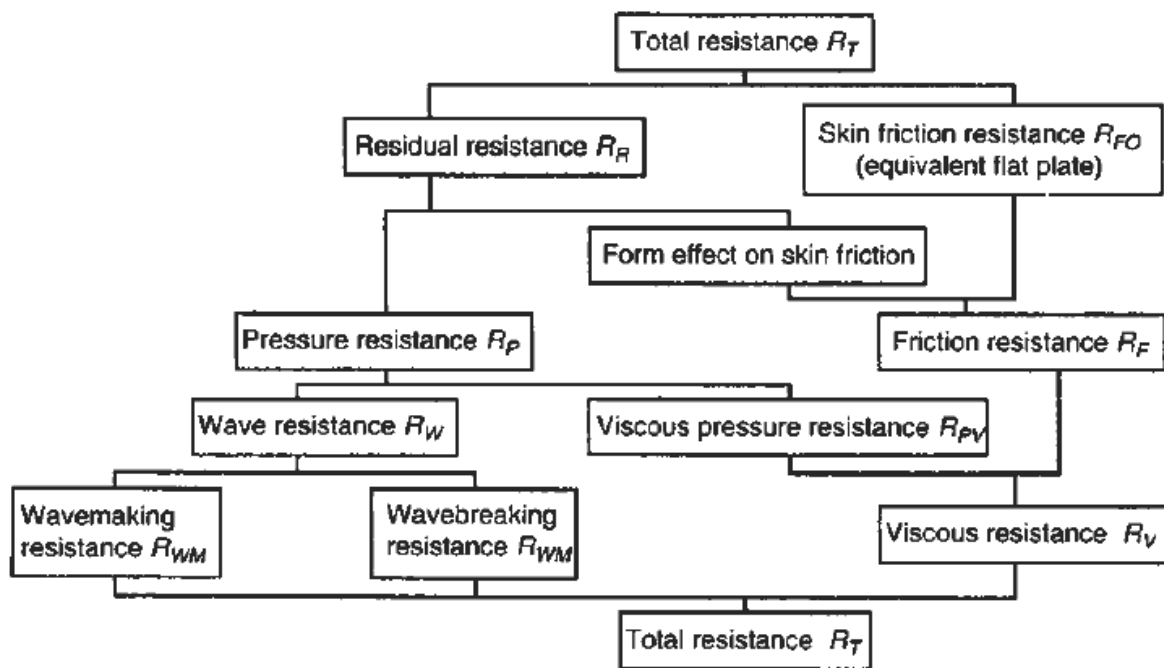 Total resistance R_T
Residual resistance R_R
Skin friction resistance R_FO
(equivalent flat plate)
Form effect on skin friction
Pressure resistance R_P
Friction resistance R_F
Wave resistance R_W
Viscous pressure resistance R_PV
Wavemaking
resistance R_WM
Wavebreaking
resistance R_WM
Viscous resistance R_V
Total resistance R_T